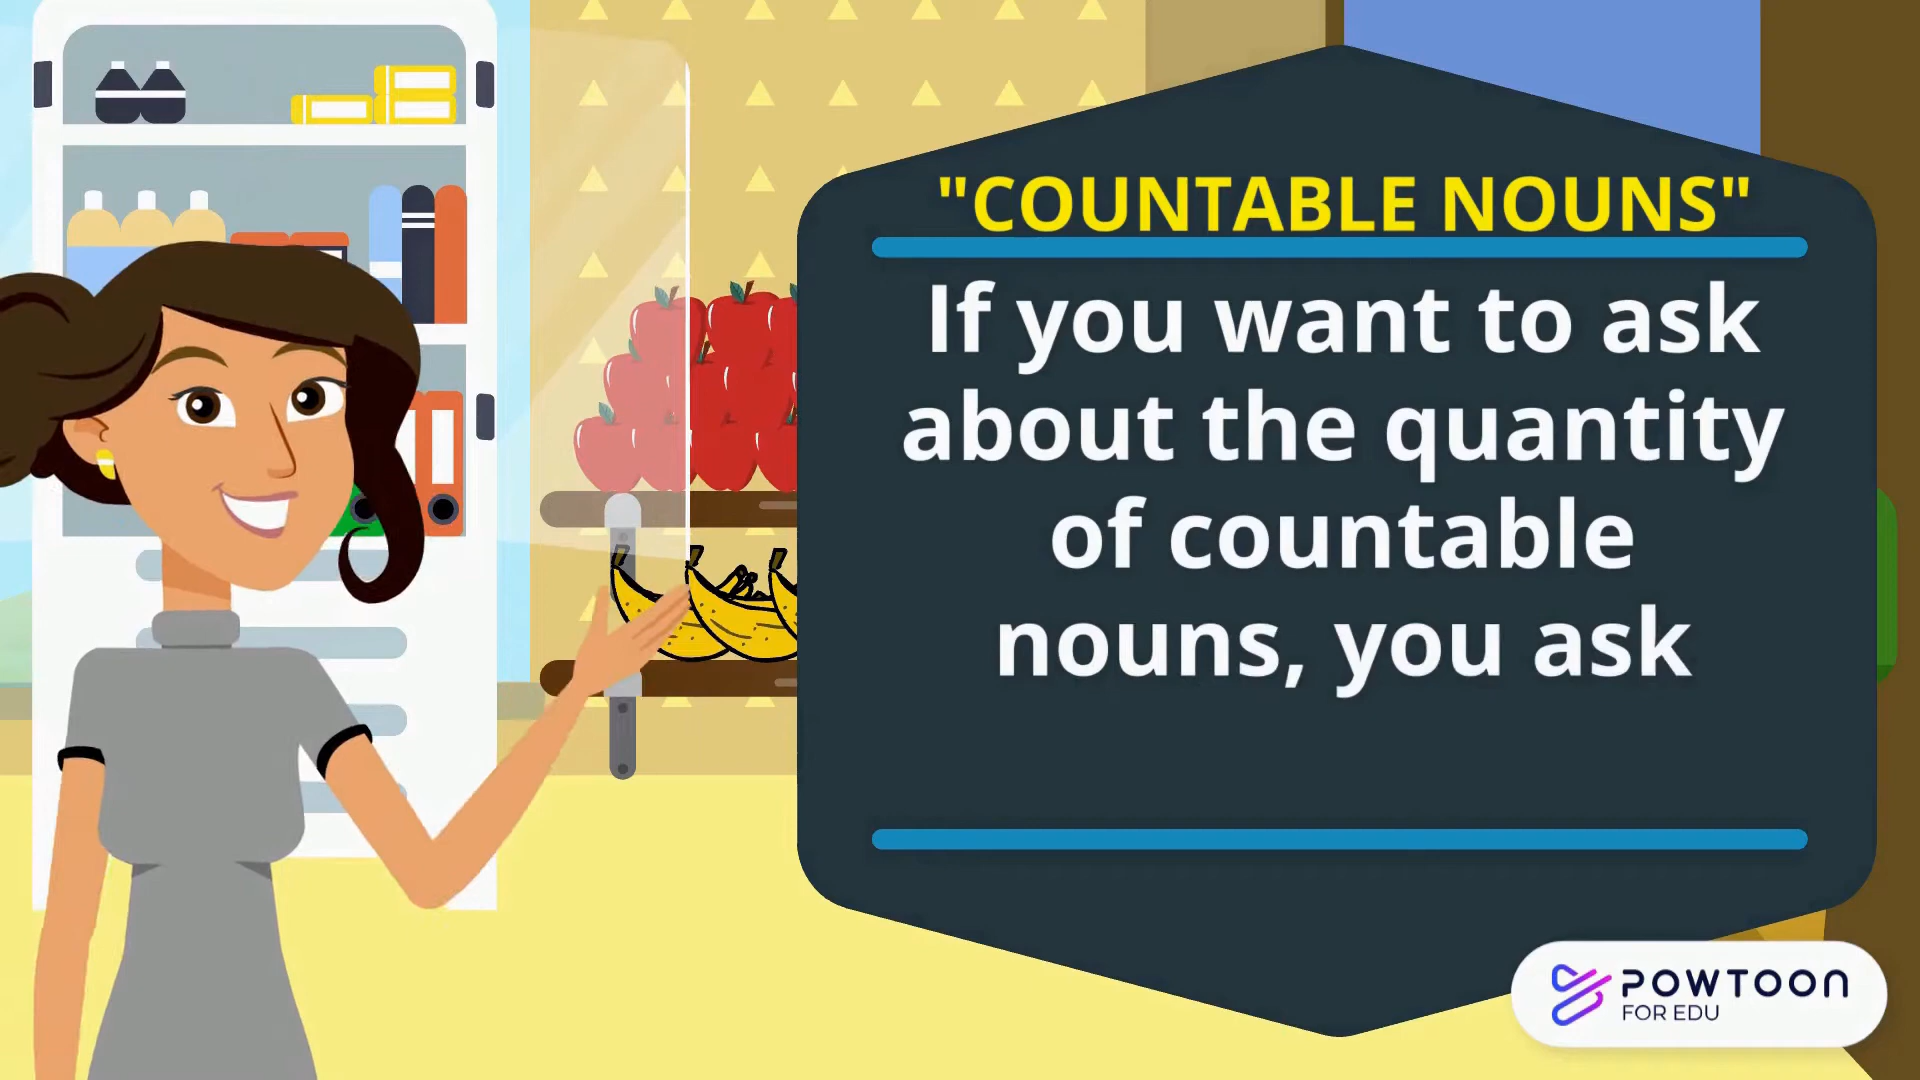 "COUNTABLE NOUNS"
If you want to ask
about the quantity
of countable
nouns, you ask
POWTOON
FOR EDU